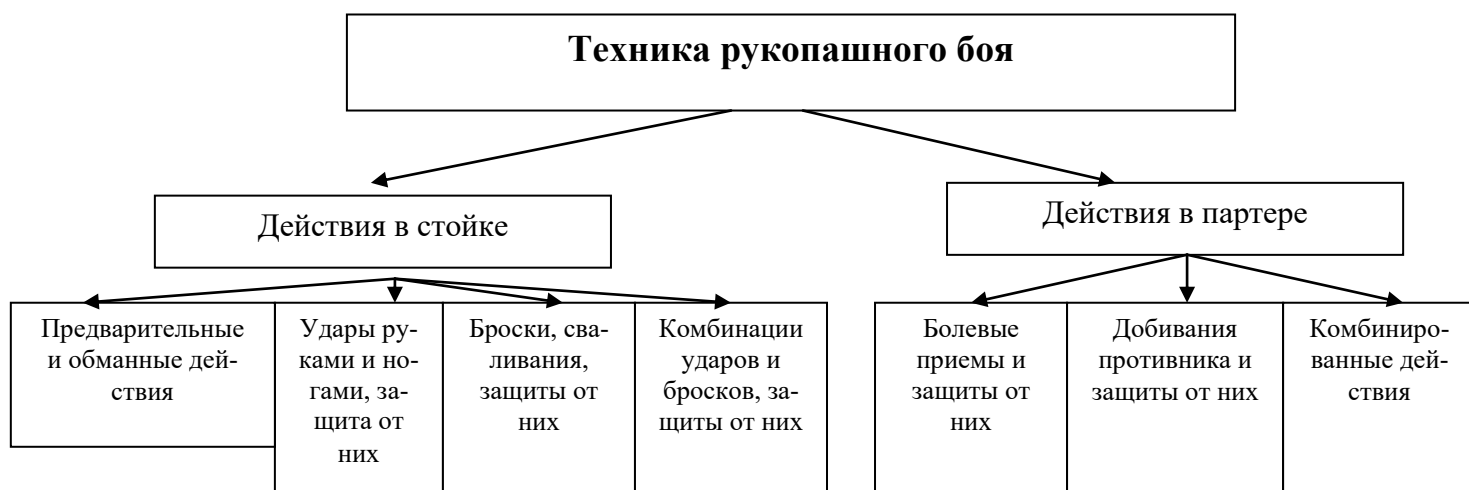 Техника рукопашного боя
Действия в стойке
Действия в партере
Предварительные
и обманные дей-
ствия
Удары ру-
ками и но-
гами, за-
щита от
них
Броски, сва-
ливания,
защиты от
них
Комбинации
ударов и
бросков, за-
щиты от них
Болевые
приемы и
защиты от
них
Добивания
противника и
защиты от них
Комбиниро-
ванные дей-
ствия